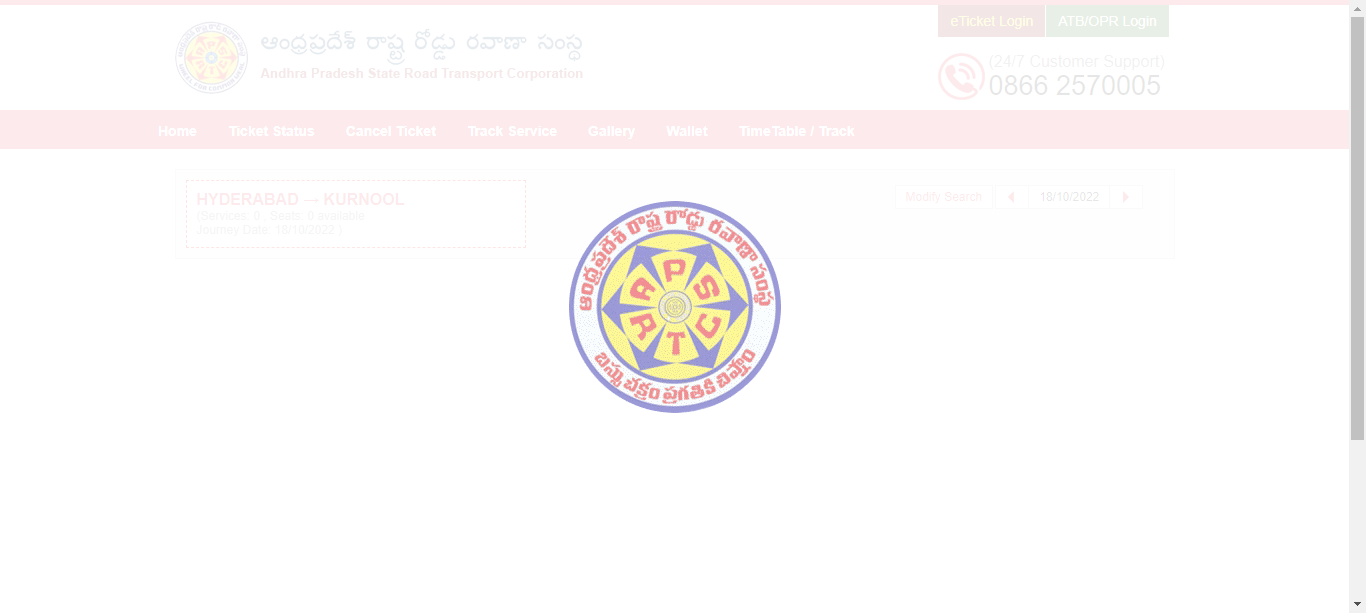 eTicket Login
ATB/OPR Login
ఆంధ్రప్రదేశ్ రాష్ట్ర రోడ్డు రవాణా సంస్థ
Andhra Pradesh State Road Transport Corporation
(24/7 Customer Support)
0866 2570005
Home
Ticket Status
Cancel Ticket
Track Service
Gallery
Wallet
TimeTable / Track
HYDERABAD --- KURNOOL
(Services: 0 ; Seats: 0 available
Journey Date: 18/10/2022 )
Modify Search
18/10/2022
ఆంధ్రప్రదేశ్ రాష్ట్ర రోడ్డు రవాణా సంస్థ
APSRTC
బస్సు చక్రం ప్రగతికి చిహ్నం